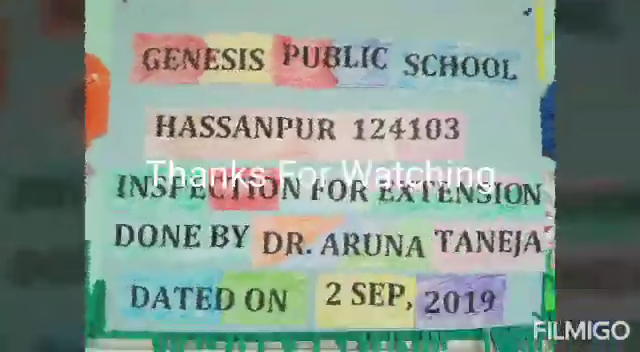 GENESIS PUBLIC SCHOOL
HASSANPUR 124103
Thanks For Watching
INSPECTION FOR EXTENSION
DONE BY DR. ARUNA TANEJA
DATED ON 2 SEP, 2019
FILMIGO